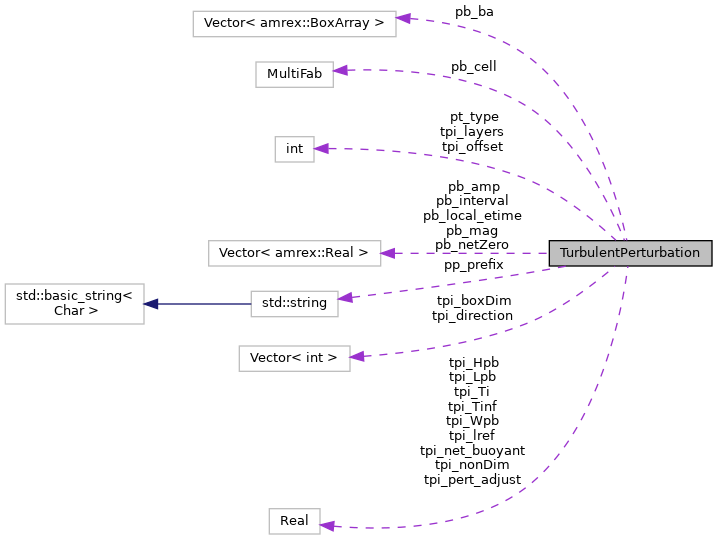 pb_ba
Vector< amrex::BoxArray >
pb_cell
MultiFab
pt_type
tpi_layers
tpi_offset
int
pb_amp
pb_interval
pb_local_etime
pb_mag
pb_netZero
Vector< amrex::Real >
TurbulentPerturbation
pp_prefix
std::basic_string<
Char >
std::string
tpi_boxDim
tpi_direction
Vector< int >
tpi_Hpb
tpi_Lpb
tpi_Ti
tpi_Tinf
tpi_Wpb
tpi_lref
tpi_net_buoyant
tpi_nonDim
tpi_pert_adjust
Real